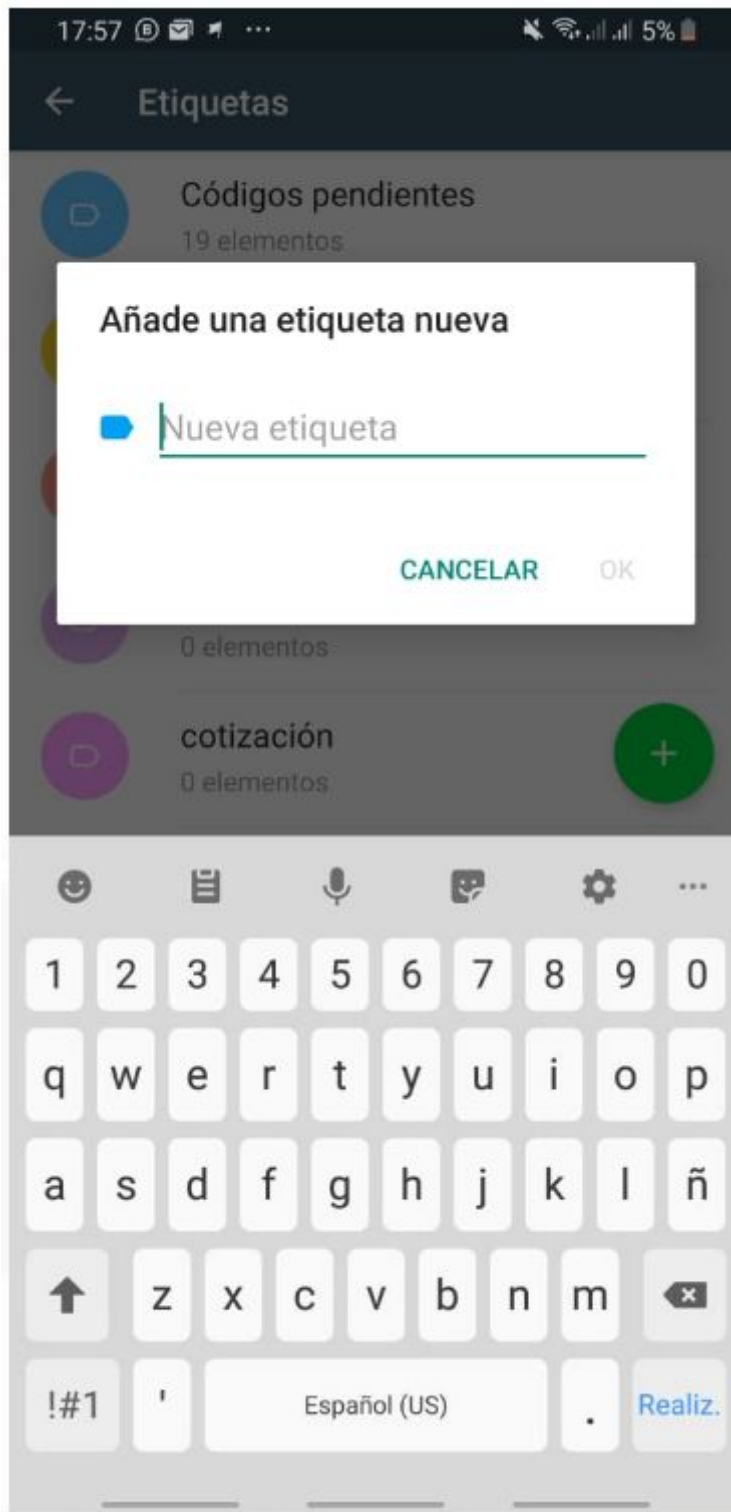 17:57 B ... 5%
Etiquetas
Códigos pendientes
19 elementos
Añade una etiqueta nueva
Nueva etiqueta
CANCELAR OK
0 elementos
cotización
0 elementos
+
...
1 2 3 4 5 6 7 8 9 0
q w e r t y u i o p
a s d f g h j k l ñ
z x c v b n m
!#1 ' Español (US) . Realiz.